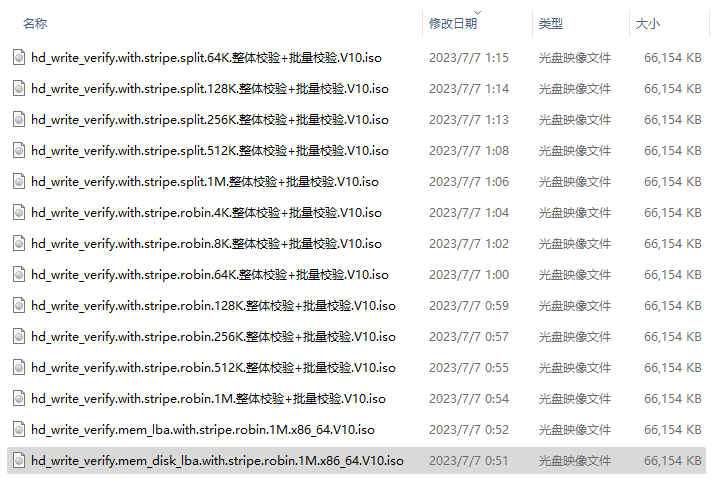 名称 修改日期 类型 大小
hd_write_verify.with.stripe.split.64K.整体校验+批量校验.V10.iso 2023/7/7 1:15 光盘映像文件 66,154 KB
hd_write_verify.with.stripe.split.128K.整体校验+批量校验.V10.iso 2023/7/7 1:14 光盘映像文件 66,154 KB
hd_write_verify.with.stripe.split.256K.整体校验+批量校验.V10.iso 2023/7/7 1:13 光盘映像文件 66,154 KB
hd_write_verify.with.stripe.split.512K.整体校验+批量校验.V10.iso 2023/7/7 1:08 光盘映像文件 66,154 KB
hd_write_verify.with.stripe.split.1M.整体校验+批量校验.V10.iso 2023/7/7 1:06 光盘映像文件 66,154 KB
hd_write_verify.with.stripe.robin.4K.整体校验+批量校验.V10.iso 2023/7/7 1:04 光盘映像文件 66,154 KB
hd_write_verify.with.stripe.robin.8K.整体校验+批量校验.V10.iso 2023/7/7 1:02 光盘映像文件 66,154 KB
hd_write_verify.with.stripe.robin.64K.整体校验+批量校验.V10.iso 2023/7/7 1:00 光盘映像文件 66,154 KB
hd_write_verify.with.stripe.robin.128K.整体校验+批量校验.V10.iso 2023/7/7 0:59 光盘映像文件 66,154 KB
hd_write_verify.with.stripe.robin.256K.整体校验+批量校验.V10.iso 2023/7/7 0:57 光盘映像文件 66,154 KB
hd_write_verify.with.stripe.robin.512K.整体校验+批量校验.V10.iso 2023/7/7 0:55 光盘映像文件 66,154 KB
hd_write_verify.with.stripe.robin.1M.整体校验+批量校验.V10.iso 2023/7/7 0:54 光盘映像文件 66,154 KB
hd_write_verify.mem_lba.with.stripe.robin.1M.x86_64.V10.iso 2023/7/7 0:52 光盘映像文件 66,154 KB
hd_write_verify.mem_disk_lba.with.stripe.robin.1M.x86_64.V10.iso 2023/7/7 0:51 光盘映像文件 66,154 KB